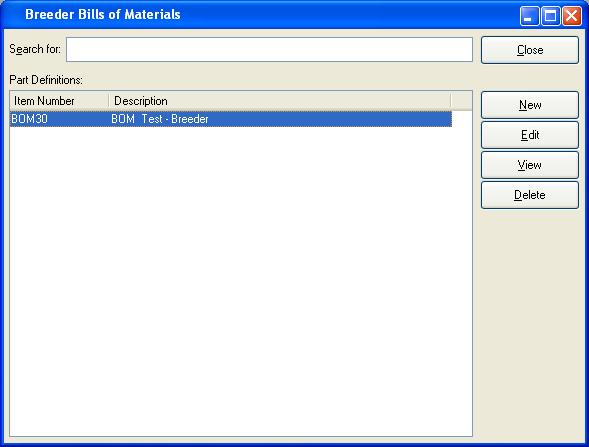 Breeder Bills of Materials
Search for:
Close
Part Definitions:
Item Number Description
BOM30 BOM Test - Breeder
New
Edit
View
Delete